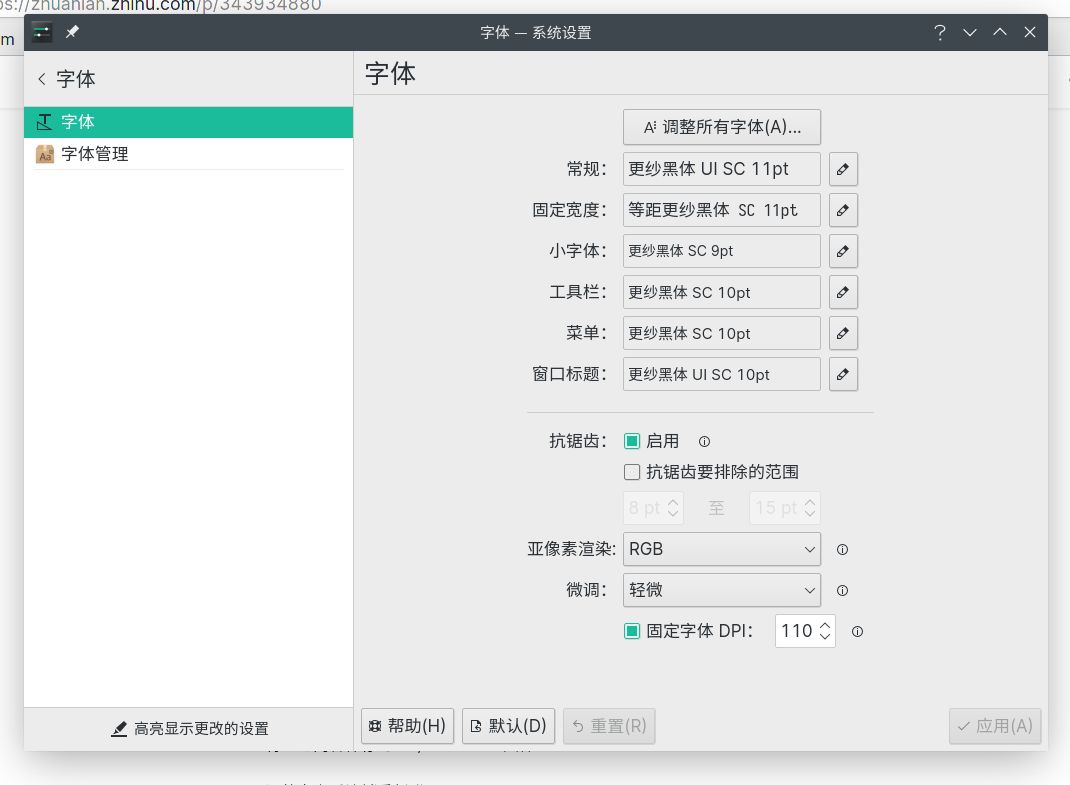 ps://zhuanlan.zhihu.com/p/343934880
m
字体 — 系统设置
字体
字体
字体管理
高亮显示更改的设置
字体
调整所有字体(A)...
常规: 更纱黑体 UI SC 11pt
固定宽度: 等距更纱黑体 SC 11pt
小字体: 更纱黑体 SC 9pt
工具栏: 更纱黑体 SC 10pt
菜单: 更纱黑体 SC 10pt
窗口标题: 更纱黑体 UI SC 10pt
抗锯齿: 启用
抗锯齿要排除的范围
8 pt 至 15 pt
亚像素渲染: RGB
微调: 轻微
固定字体 DPI: 110
帮助(H) 默认(D) 重置(R) 应用(A)